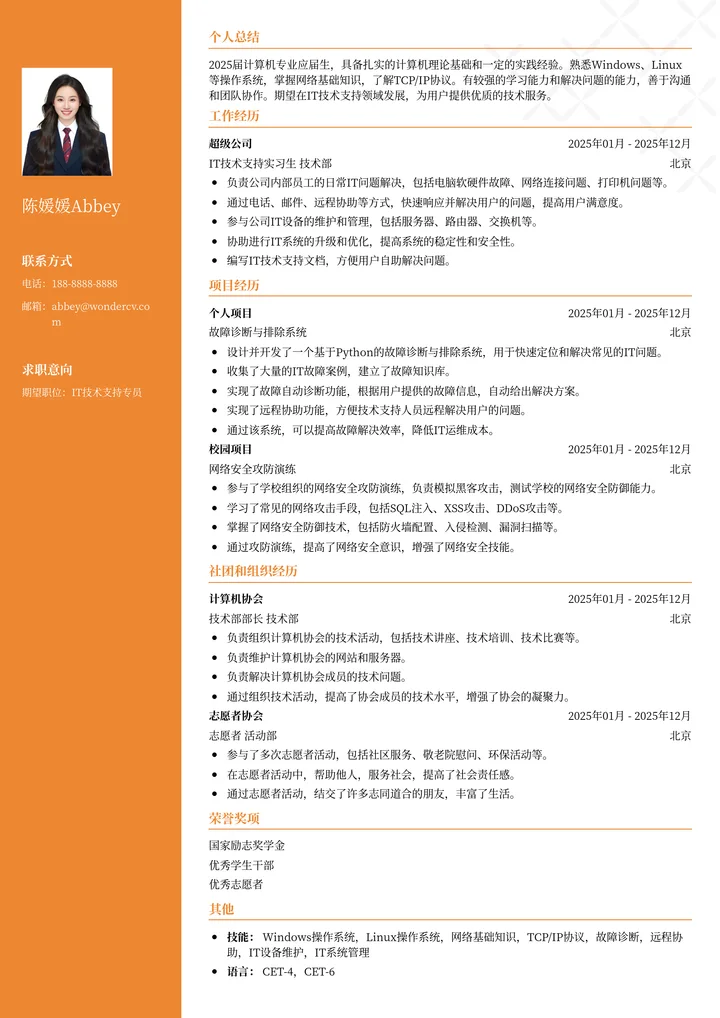 陈媛媛Abbey
联系方式
电话：188-8888-8888
邮箱：abbey@wondercv.co
m
求职意向
期望职位：IT技术支持专员
个人总结
2025届计算机专业应届生，具备扎实的计算机理论基础和一定的实践经验。熟悉Windows、Linux
等操作系统，掌握网络基础知识，了解TCP/IP协议。有较强的学习能力和解决问题的能力，善于沟通
和团队协作。期望在IT技术支持领域发展，为用户提供优质的技术服务。
工作经历
超级公司 2025年01月 - 2025年12月
IT技术支持实习生 技术部 北京
• 负责公司内部员工的日常IT问题解决，包括电脑软硬件故障、网络连接问题、打印机问题等。
• 通过电话、邮件、远程协助等方式，快速响应并解决用户的问题，提高用户满意度。
• 参与公司IT设备的维护和管理，包括服务器、路由器、交换机等。
• 协助进行IT系统的升级和优化，提高系统的稳定性和安全性。
• 编写IT技术支持文档，方便用户自助解决问题。
项目经历
个人项目 2025年01月 - 2025年12月
故障诊断与排除系统 北京
• 设计并开发了一个基于Python的故障诊断与排除系统，用于快速定位和解决常见的IT问题。
• 收集了大量的IT故障案例，建立了故障知识库。
• 实现了故障自动诊断功能，根据用户提供的故障信息，自动给出解决方案。
• 实现了远程协助功能，方便技术支持人员远程解决用户的问题。
• 通过该系统，可以提高故障解决效率，降低IT运维成本。
校园项目 2025年01月 - 2025年12月
网络安全攻防演练 北京
• 参与了学校组织的网络安全攻防演练，负责模拟黑客攻击，测试学校的网络安全防御能力。
• 学习了常见的网络攻击手段，包括SQL注入、XSS攻击、DDoS攻击等。
• 掌握了网络安全防御技术，包括防火墙配置、入侵检测、漏洞扫描等。
• 通过攻防演练，提高了网络安全意识，增强了网络安全技能。
社团和组织经历
计算机协会 2025年01月 - 2025年12月
技术部部长 技术部 北京
• 负责组织计算机协会的技术活动，包括技术讲座、技术培训、技术比赛等。
• 负责维护计算机协会的网站和服务器。
• 负责解决计算机协会成员的技术问题。
• 通过组织技术活动，提高了协会成员的技术水平，增强了协会的凝聚力。
志愿者协会 2025年01月 - 2025年12月
志愿者 活动部 北京
• 参与了多次志愿者活动，包括社区服务、敬老院慰问、环保活动等。
• 在志愿者活动中，帮助他人，服务社会，提高了社会责任感。
• 通过志愿者活动，结交了许多志同道合的朋友，丰富了生活。
荣誉奖项
国家励志奖学金
优秀学生干部
优秀志愿者
其他
• 技能： Windows操作系统，Linux操作系统，网络基础知识，TCP/IP协议，故障诊断，远程协
助，IT设备维护，IT系统管理
• 语言： CET-4，CET-6